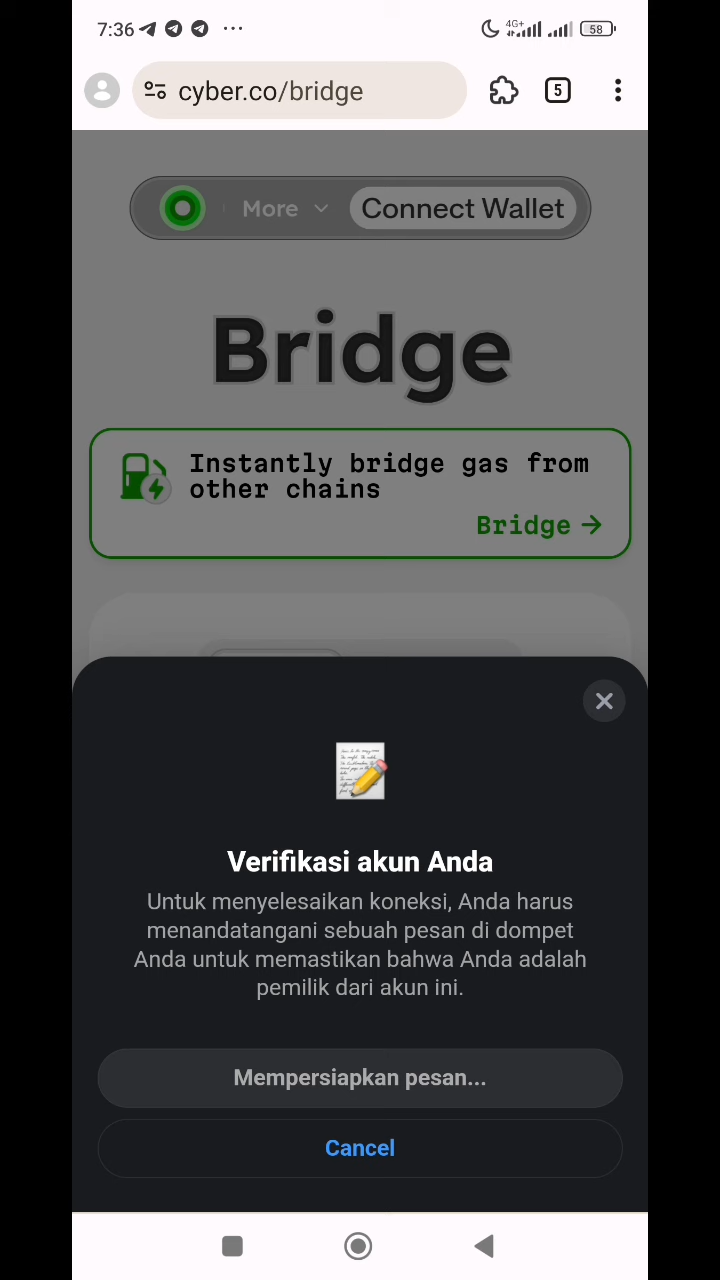 7:36
4G+
58
cyber.co/bridge
5
More
Connect Wallet
Bridge
Instantly bridge gas from
other chains
Bridge →
Verifikasi akun Anda
Untuk menyelesaikan koneksi, Anda harus
menandatangani sebuah pesan di dompet
Anda untuk memastikan bahwa Anda adalah
pemilik dari akun ini.
Mempersiapkan pesan...
Cancel